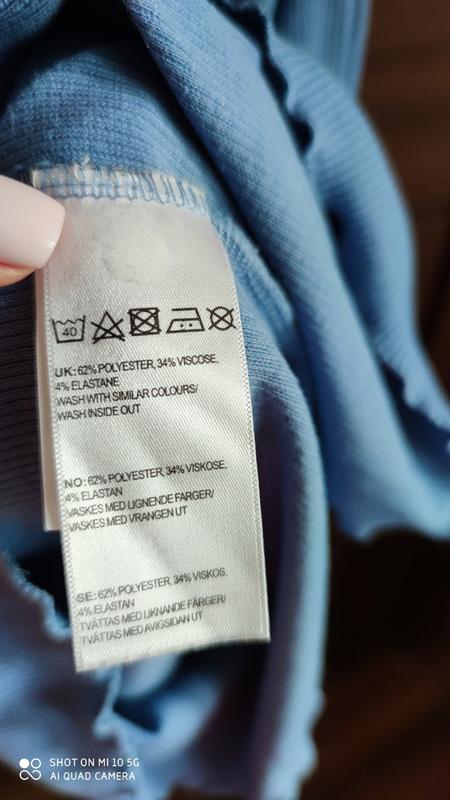 40
UK: 62% POLYESTER, 34% VISCOSE,
4% ELASTANE
WASH WITH SIMILAR COLOURS/
WASH INSIDE OUT
NO: 62% POLYESTER, 34% VISKOSE,
4% ELASTAN
VASKES MED LIGNENDE FARGER/
VASKES MED VRANGEN UT
SE: 62% POLYESTER, 34% VISKOS,
4% ELASTAN
TVÄTTAS MED LIKNANDE FÄRGER/
TVÄTTAS MED AVIGSIDAN UT
SHOT ON MI 10 5G
AI QUAD CAMERA